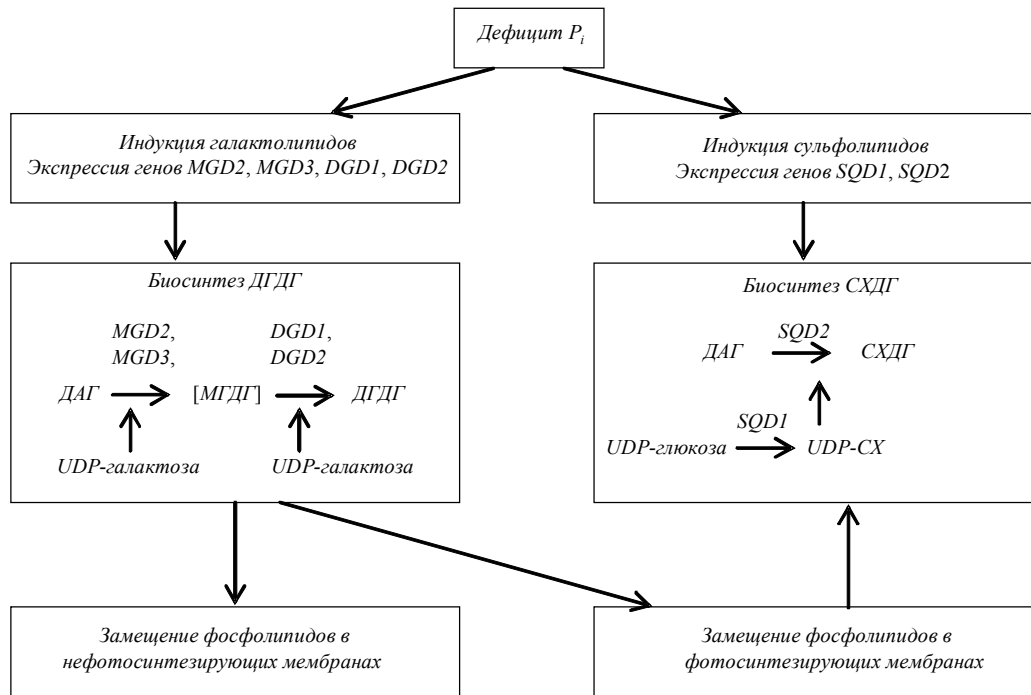 Дефицит P_i
Индукция галактолипидов
Экспрессия генов MGD2, MGD3, DGD1, DGD2
Индукция сульфолипидов
Экспрессия генов SQD1, SQD2
Биосинтез ДГДГ
MGD2,
MGD3,
DGD1,
DGD2
ДАГ
[МГДГ]
ДГДГ
UDP-галактоза
UDP-галактоза
Биосинтез СХДГ
SQD2
ДАГ
СХДГ
SQD1
UDP-глюкоза
UDP-СХ
Замещение фосфолипидов в
нефотосинтезирующих мембранах
Замещение фосфолипидов в
фотосинтезирующих мембранах